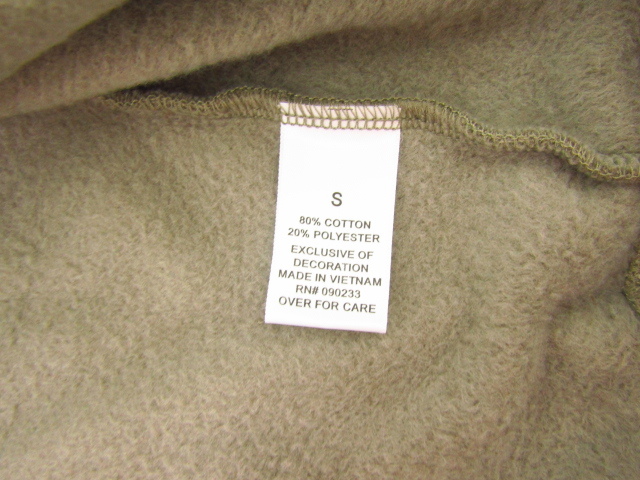 S
80% COTTON
20% POLYESTER
EXCLUSIVE OF
DECORATION
MADE IN VIETNAM
RN# 090233
OVER FOR CARE